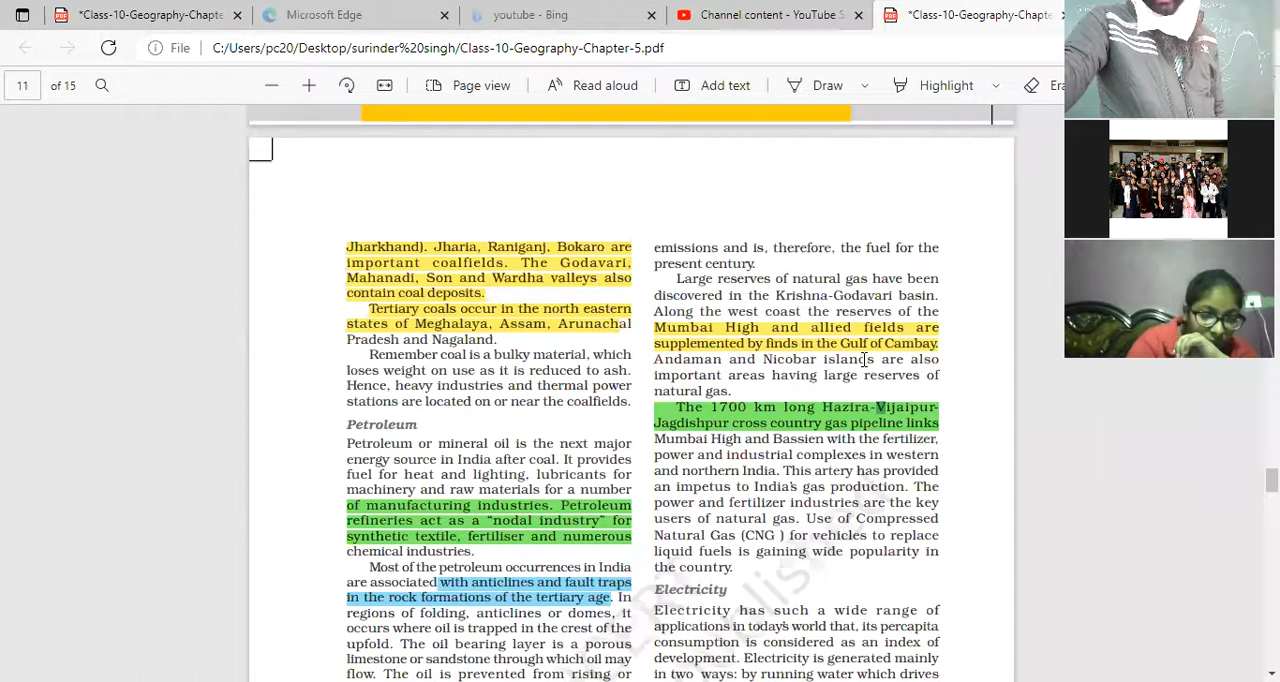 *Class-10-Geography-Chapte
Microsoft Edge
youtube - Bing
Channel content - YouTube S
*Class-10-Geography-Chapte
File
C:/Users/pc20/Desktop/surinder%20singh/Class-10-Geography-Chapter-5.pdf
11 of 15
Page view
Read aloud
Add text
Draw
Highlight
Era
Jharkhand). Jharia, Raniganj, Bokaro are
important coalfields. The Godavari,
Mahanadi, Son and Wardha valleys also
contain coal deposits.
Tertiary coals occur in the north eastern
states of Meghalaya, Assam, Arunachal
Pradesh and Nagaland.
Remember coal is a bulky material, which
loses weight on use as it is reduced to ash.
Hence, heavy industries and thermal power
stations are located on or near the coalfields.
Petroleum
Petroleum or mineral oil is the next major
energy source in India after coal. It provides
fuel for heat and lighting, lubricants for
machinery and raw materials for a number
of manufacturing industries. Petroleum
refineries act as a “nodal industry” for
synthetic textile, fertiliser and numerous
chemical industries.
Most of the petroleum occurrences in India
are associated with anticlines and fault traps
in the rock formations of the tertiary age. In
regions of folding, anticlines or domes, it
occurs where oil is trapped in the crest of the
upfold. The oil bearing layer is a porous
limestone or sandstone through which oil may
flow. The oil is prevented from rising or
emissions and is, therefore, the fuel for the
present century.
Large reserves of natural gas have been
discovered in the Krishna-Godavari basin.
Along the west coast the reserves of the
Mumbai High and allied fields are
supplemented by finds in the Gulf of Cambay.
Andaman and Nicobar islands are also
important areas having large reserves of
natural gas.
The 1700 km long Hazira-Vijaipur-
Jagdishpur cross country gas pipeline links
Mumbai High and Bassien with the fertilizer,
power and industrial complexes in western
and northern India. This artery has provided
an impetus to India's gas production. The
power and fertilizer industries are the key
users of natural gas. Use of Compressed
Natural Gas (CNG ) for vehicles to replace
liquid fuels is gaining wide popularity in
the country.
Electricity
Electricity has such a wide range of
applications in today's world that, its percapita
consumption is considered as an index of
development. Electricity is generated mainly
in two ways: by running water which drives